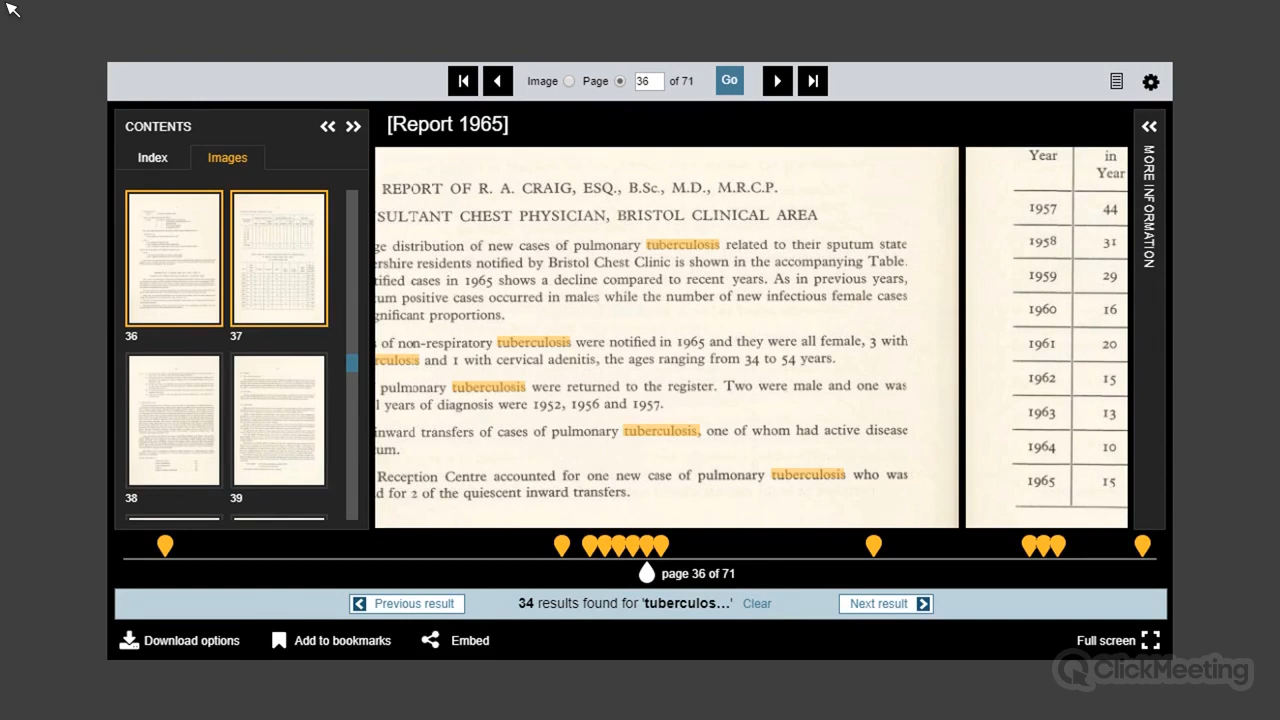 Image Page 36 of 71 Go
CONTENTS
Index Images
36
37
38
39
[Report 1965]
REPORT OF R. A. CRAIG, ESQ., B.Sc., M.D., M.R.C.P.
SULTANT CHEST PHYSICIAN, BRISTOL CLINICAL AREA
ge distribution of new cases of pulmonary tuberculosis related to their sputum state
ershire residents notified by Bristol Chest Clinic is shown in the accompanying Table.
tified cases in 1965 shows a decline compared to recent years. As in previous years,
um positive cases occurred in males while the number of new infectious female cases
gnificant proportions.
of non-respiratory tuberculosis were notified in 1965 and they were all female, 3 with
rculosis and 1 with cervical adenitis, the ages ranging from 34 to 54 years.
pulmonary tuberculosis were returned to the register. Two were male and one was
l years of diagnosis were 1952, 1956 and 1957.
inward transfers of cases of pulmonary tuberculosis, one of whom had active disease
um.
Reception Centre accounted for one new case of pulmonary tuberculosis who was
d for 2 of the quiescent inward transfers.
Year in
Year
1957 44
1958 31
1959 29
1960 16
1961 20
1962 15
1963 13
1964 10
1965 15
MORE INFORMATION
page 36 of 71
Previous result 34 results found for 'tuberculos...' Clear Next result
Download options Add to bookmarks Embed Full screen
ClickMeeting